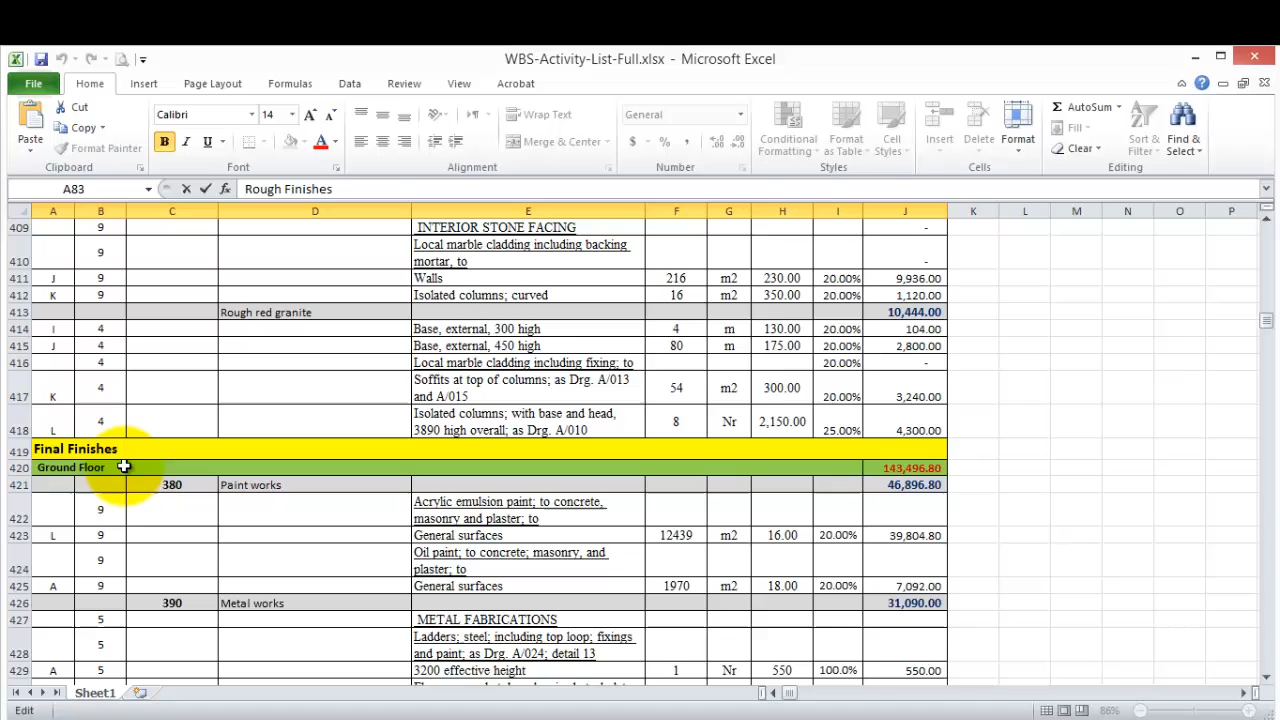 WBS-Activity-List-Full.xlsx - Microsoft Excel
File Home Insert Page Layout Formulas Data Review View Acrobat
Paste Cut Copy Format Painter Clipboard
Calibri 14 B I U A Font
Wrap Text Merge & Center Alignment
General $ % , Number
Conditional Formatting Format as Table Cell Styles Styles
Insert Delete Format Cells
Σ AutoSum Fill Clear Sort & Filter Find & Select Editing
A83 fx Rough Finishes
A B C D E F G H I J K L M N O P
409 9 INTERIOR STONE FACING -
410 9 Local marble cladding including backing
mortar, to -
411 J 9 Walls 216 m2 230.00 20.00% 9,936.00
412 K 9 Isolated columns; curved 16 m2 350.00 20.00% 1,120.00
413 Rough red granite 10,444.00
414 I 4 Base, external, 300 high 4 m 130.00 20.00% 104.00
415 J 4 Base, external, 450 high 80 m 175.00 20.00% 2,800.00
416 4 Local marble cladding including fixing; to 20.00% -
417 K 4 Soffits at top of columns; as Drg. A/013
and A/015 54 m2 300.00 20.00% 3,240.00
418 L 4 Isolated columns; with base and head,
3890 high overall; as Drg. A/010 8 Nr 2,150.00 25.00% 4,300.00
419 Final Finishes
420 Ground Floor 143,496.80
421 380 Paint works 46,896.80
422 9 Acrylic emulsion paint; to concrete,
masonry and plaster; to
423 L 9 General surfaces 12439 m2 16.00 20.00% 39,804.80
424 9 Oil paint; to concrete; masonry, and
plaster; to
425 A 9 General surfaces 1970 m2 18.00 20.00% 7,092.00
426 390 Metal works 31,090.00
427 5 METAL FABRICATIONS
428 5 Ladders; steel; including top loop; fixings
and paint; as Drg. A/024; detail 13
429 A 5 3200 effective height 1 Nr 550 100.0% 550.00
Sheet1
Edit 86%